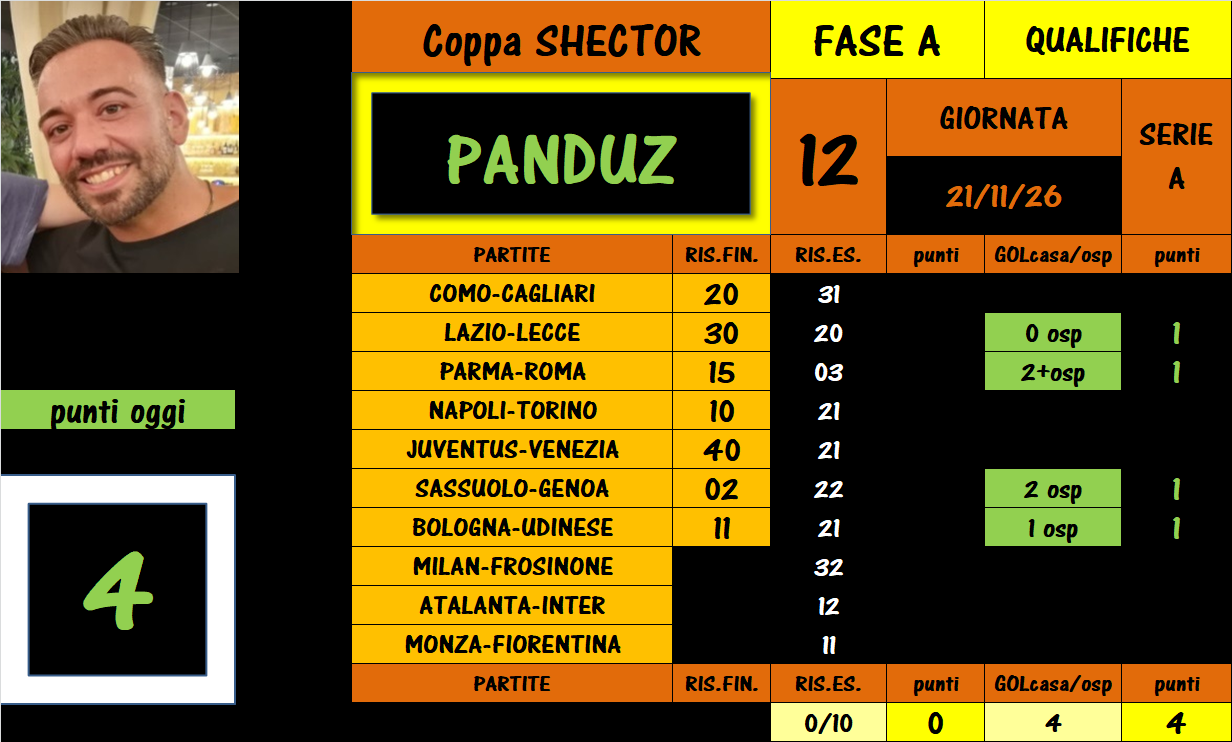 Coppa SHECTOR FASE A QUALIFICHE
PANDUZ 12 GIORNATA SERIE A
21/11/26
PARTITE RIS.FIN. RIS.ES. punti GOLcasa/osp punti
COMO-CAGLIARI 20 31
LAZIO-LECCE 30 20 0 osp 1
PARMA-ROMA 15 03 2+osp 1
punti oggi
NAPOLI-TORINO 10 21
JUVENTUS-VENEZIA 40 21
SASSUOLO-GENOA 02 22 2 osp 1
BOLOGNA-UDINESE 11 21 1 osp 1
MILAN-FROSINONE 32
4
ATALANTA-INTER 12
MONZA-FIORENTINA 11
PARTITE RIS.FIN. RIS.ES. punti GOLcasa/osp punti
0/10 0 4 4